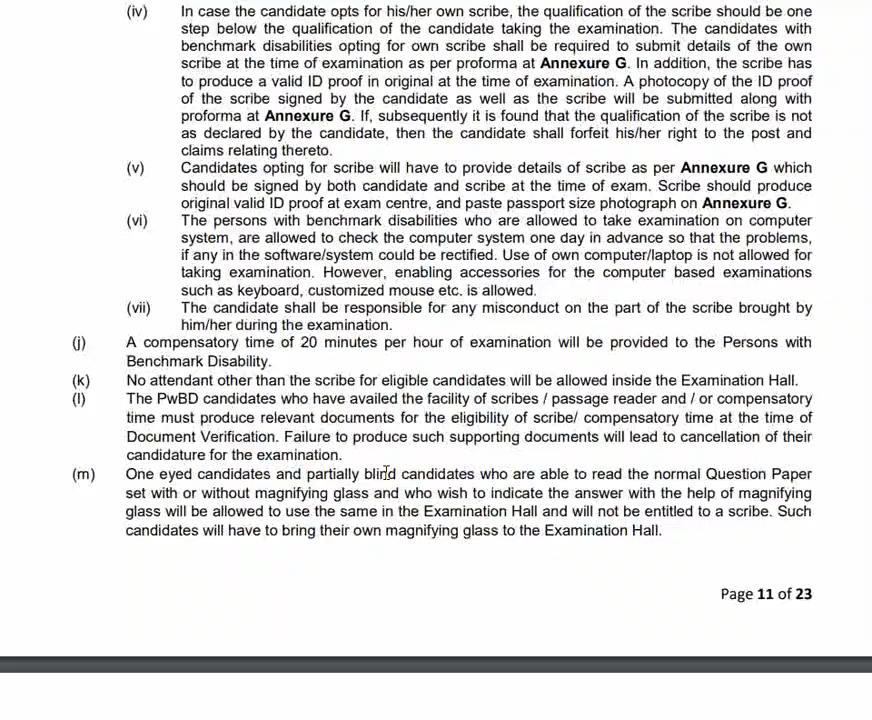 (iv) In case the candidate opts for his/her own scribe, the qualification of the scribe should be one
step below the qualification of the candidate taking the examination. The candidates with
benchmark disabilities opting for own scribe shall be required to submit details of the own
scribe at the time of examination as per proforma at Annexure G. In addition, the scribe has
to produce a valid ID proof in original at the time of examination. A photocopy of the ID proof
of the scribe signed by the candidate as well as the scribe will be submitted along with
proforma at Annexure G. If, subsequently it is found that the qualification of the scribe is not
as declared by the candidate, then the candidate shall forfeit his/her right to the post and
claims relating thereto.
(v) Candidates opting for scribe will have to provide details of scribe as per Annexure G which
should be signed by both candidate and scribe at the time of exam. Scribe should produce
original valid ID proof at exam centre, and paste passport size photograph on Annexure G.
(vi) The persons with benchmark disabilities who are allowed to take examination on computer
system, are allowed to check the computer system one day in advance so that the problems,
if any in the software/system could be rectified. Use of own computer/laptop is not allowed for
taking examination. However, enabling accessories for the computer based examinations
such as keyboard, customized mouse etc. is allowed.
(vii) The candidate shall be responsible for any misconduct on the part of the scribe brought by
him/her during the examination.
(j) A compensatory time of 20 minutes per hour of examination will be provided to the Persons with
Benchmark Disability.
(k) No attendant other than the scribe for eligible candidates will be allowed inside the Examination Hall.
(l) The PwBD candidates who have availed the facility of scribes / passage reader and / or compensatory
time must produce relevant documents for the eligibility of scribe/ compensatory time at the time of
Document Verification. Failure to produce such supporting documents will lead to cancellation of their
candidature for the examination.
(m) One eyed candidates and partially blind candidates who are able to read the normal Question Paper
set with or without magnifying glass and who wish to indicate the answer with the help of magnifying
glass will be allowed to use the same in the Examination Hall and will not be entitled to a scribe. Such
candidates will have to bring their own magnifying glass to the Examination Hall.
Page 11 of 23